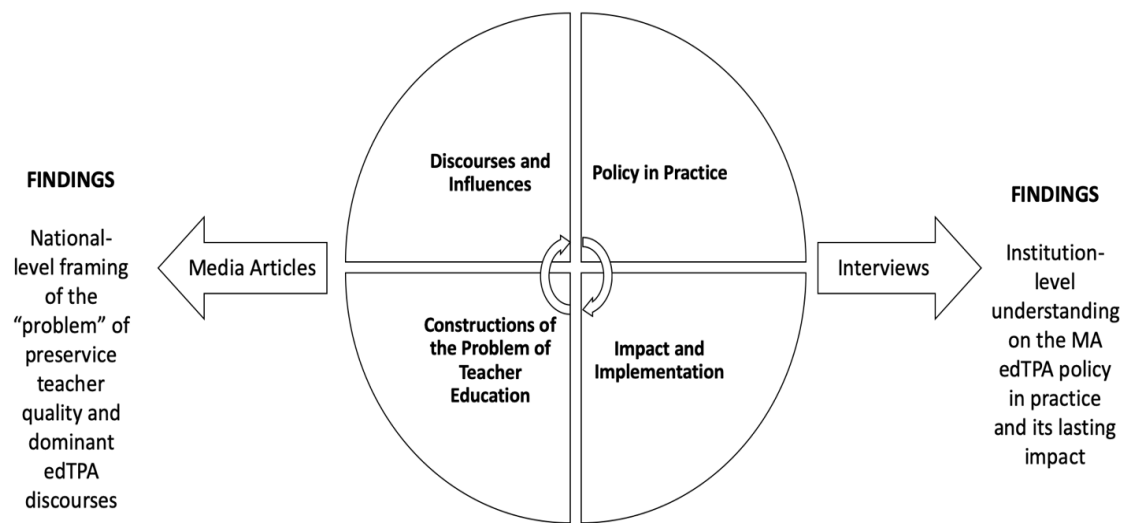 FINDINGS
National-
level framing
of the
“problem” of
preservice
teacher
quality and
dominant
edTPA
discourses
Media Articles
Discourses and
Influences
Policy in Practice
Constructions of
the Problem of
Teacher
Education
Impact and
Implementation
Interviews
FINDINGS
Institution-
level
understanding
on the MA
edTPA policy
in practice
and its lasting
impact